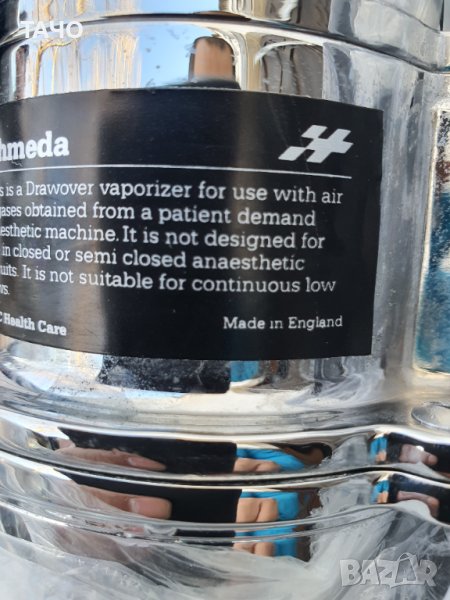 TAЧO
hmeda
s is a Drawover vaporizer for use with air
gases obtained from a patient demand
esthetic machine. It is not designed for
in closed or semi closed anaesthetic
uits. It is not suitable for continuous low
ws.
C Health Care
Made in England
BAZAR